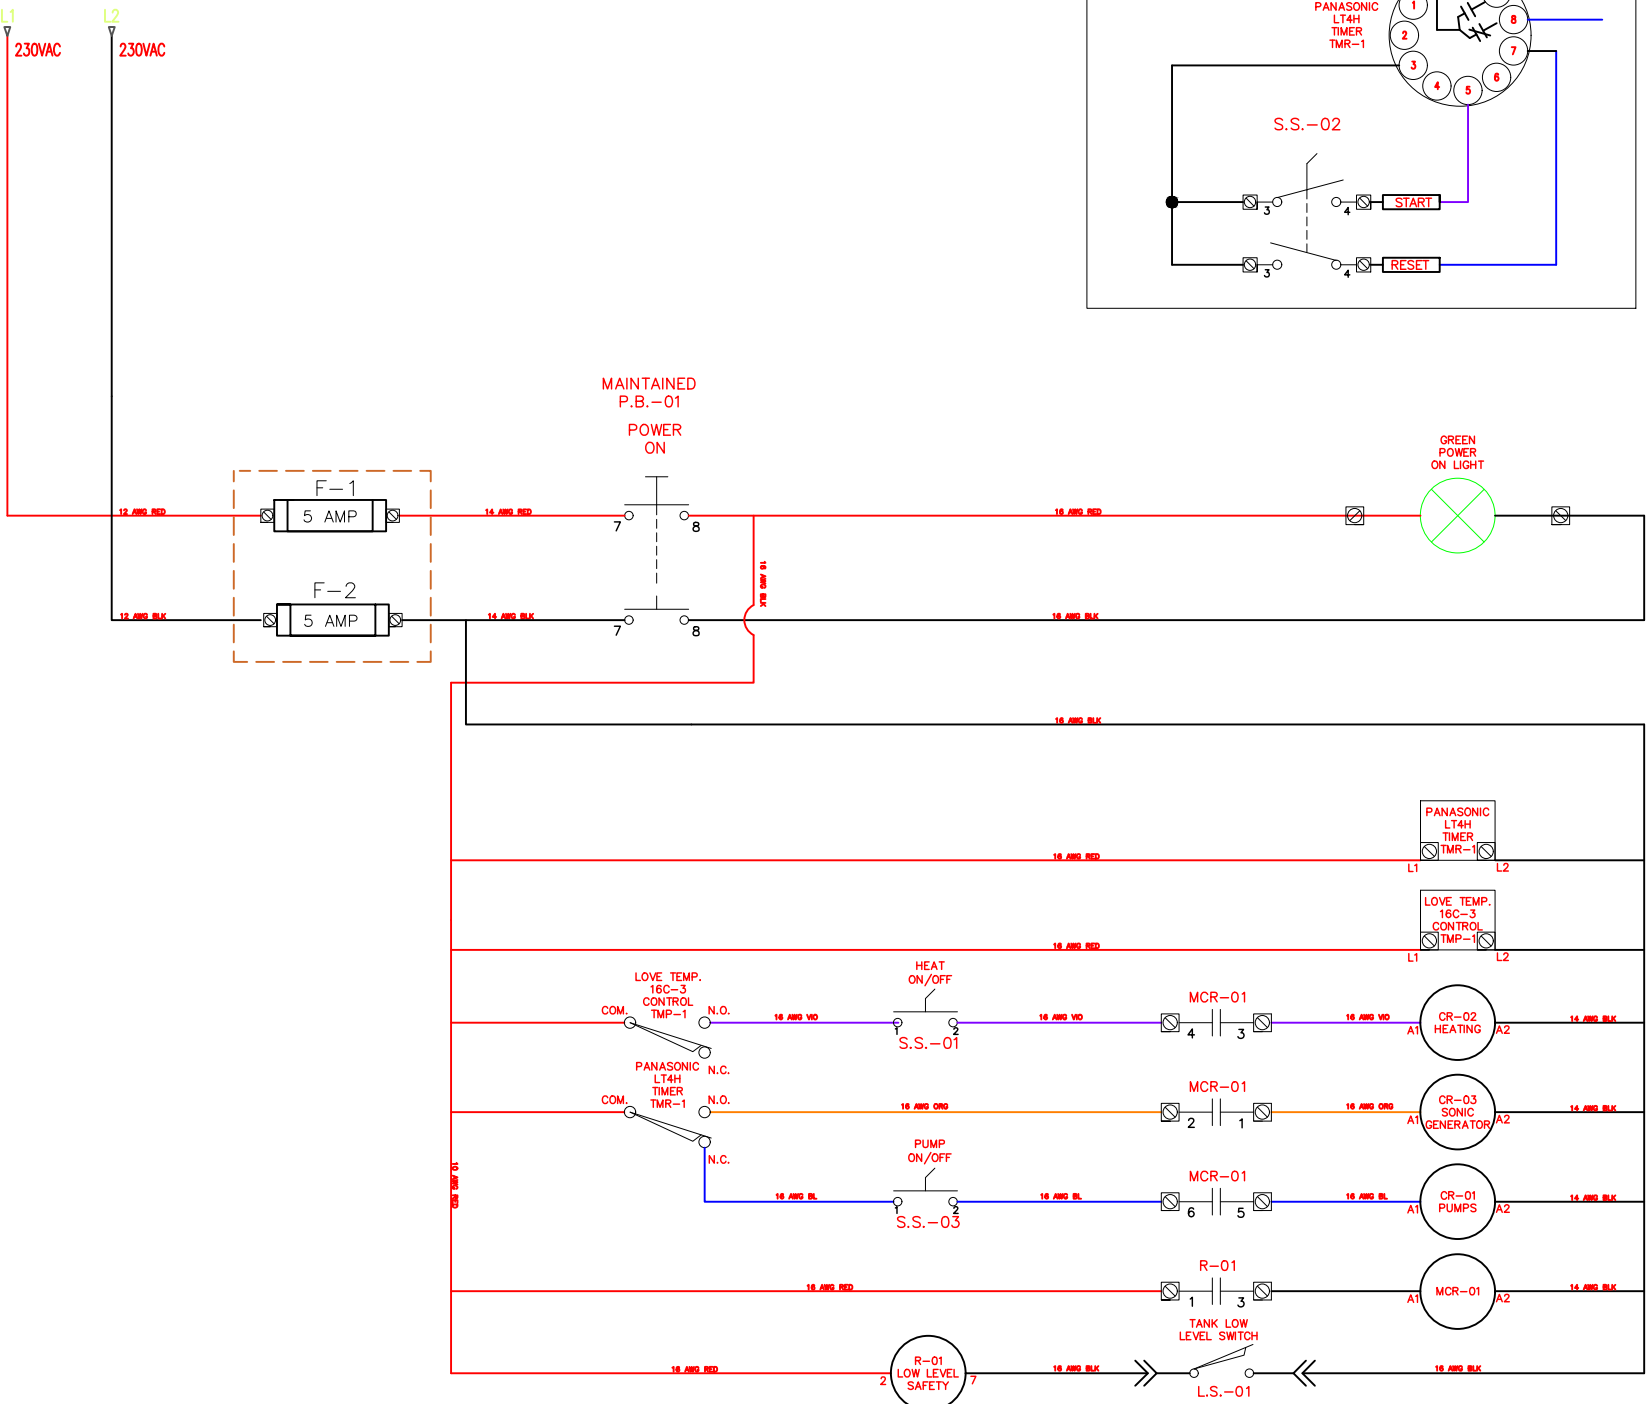 L1
L2
230VAC
230VAC
PANASONIC
LT4H
TIMER
TMR-1
1
2
3
4
5
6
7
8
S.S.-02
3
4
START
3
4
RESET
MAINTAINED
P.B.-01
POWER
ON
GREEN
POWER
ON LIGHT
F-1
12 AWG RED
5 AMP
14 AWG RED
7
8
16 AWG RED
16 AWG BLK
F-2
12 AWG BLK
5 AMP
14 AWG BLK
7
8
16 AWG BLK
16 AWG BLK
PANASONIC
LT4H
TIMER
TMR-1
16 AWG RED
L1
L2
LOVE TEMP.
16C-3
CONTROL
TMP-1
16 AWG RED
L1
L2
LOVE TEMP.
16C-3
CONTROL
TMP-1
COM.
N.O.
N.C.
16 AWG VIO
HEAT
ON/OFF
1
2
S.S.-01
16 AWG VIO
MCR-01
4
3
16 AWG VIO
CR-02
HEATING
A1
A2
14 AWG BLK
PANASONIC
LT4H
TIMER
TMR-1
COM.
N.O.
N.C.
16 AWG ORG
MCR-01
2
1
16 AWG ORG
CR-03
SONIC
GENERATOR
A1
A2
14 AWG BLK
10 AWG RED
PUMP
ON/OFF
16 AWG BL
1
2
S.S.-03
16 AWG BL
MCR-01
6
5
16 AWG BL
CR-01
PUMPS
A1
A2
14 AWG BLK
16 AWG RED
R-01
1
3
MCR-01
A1
A2
14 AWG BLK
TANK LOW
LEVEL SWITCH
16 AWG RED
R-01
LOW LEVEL
SAFETY
2
7
16 AWG BLK
L.S.-01
16 AWG BLK